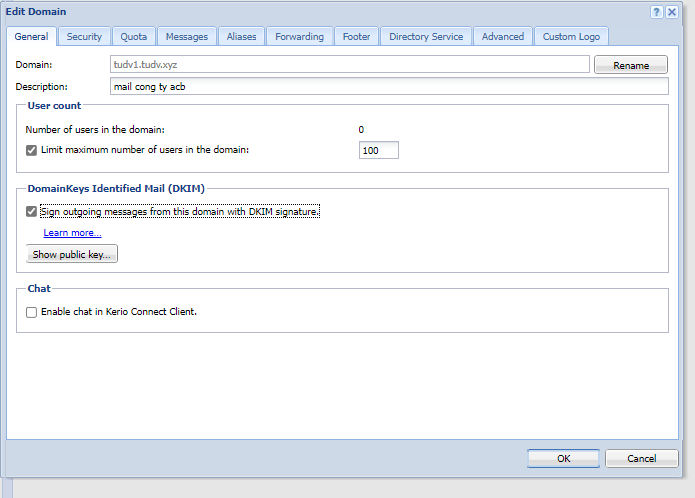 Edit Domain
General Security Quota Messages Aliases Forwarding Footer Directory Service Advanced Custom Logo
Domain: tudv1.tudv.xyz Rename
Description: mail cong ty acb
User count
Number of users in the domain: 0
Limit maximum number of users in the domain: 100
DomainKeys Identified Mail (DKIM)
Sign outgoing messages from this domain with DKIM signature.
Learn more...
Show public key...
Chat
Enable chat in Kerio Connect Client.
OK Cancel